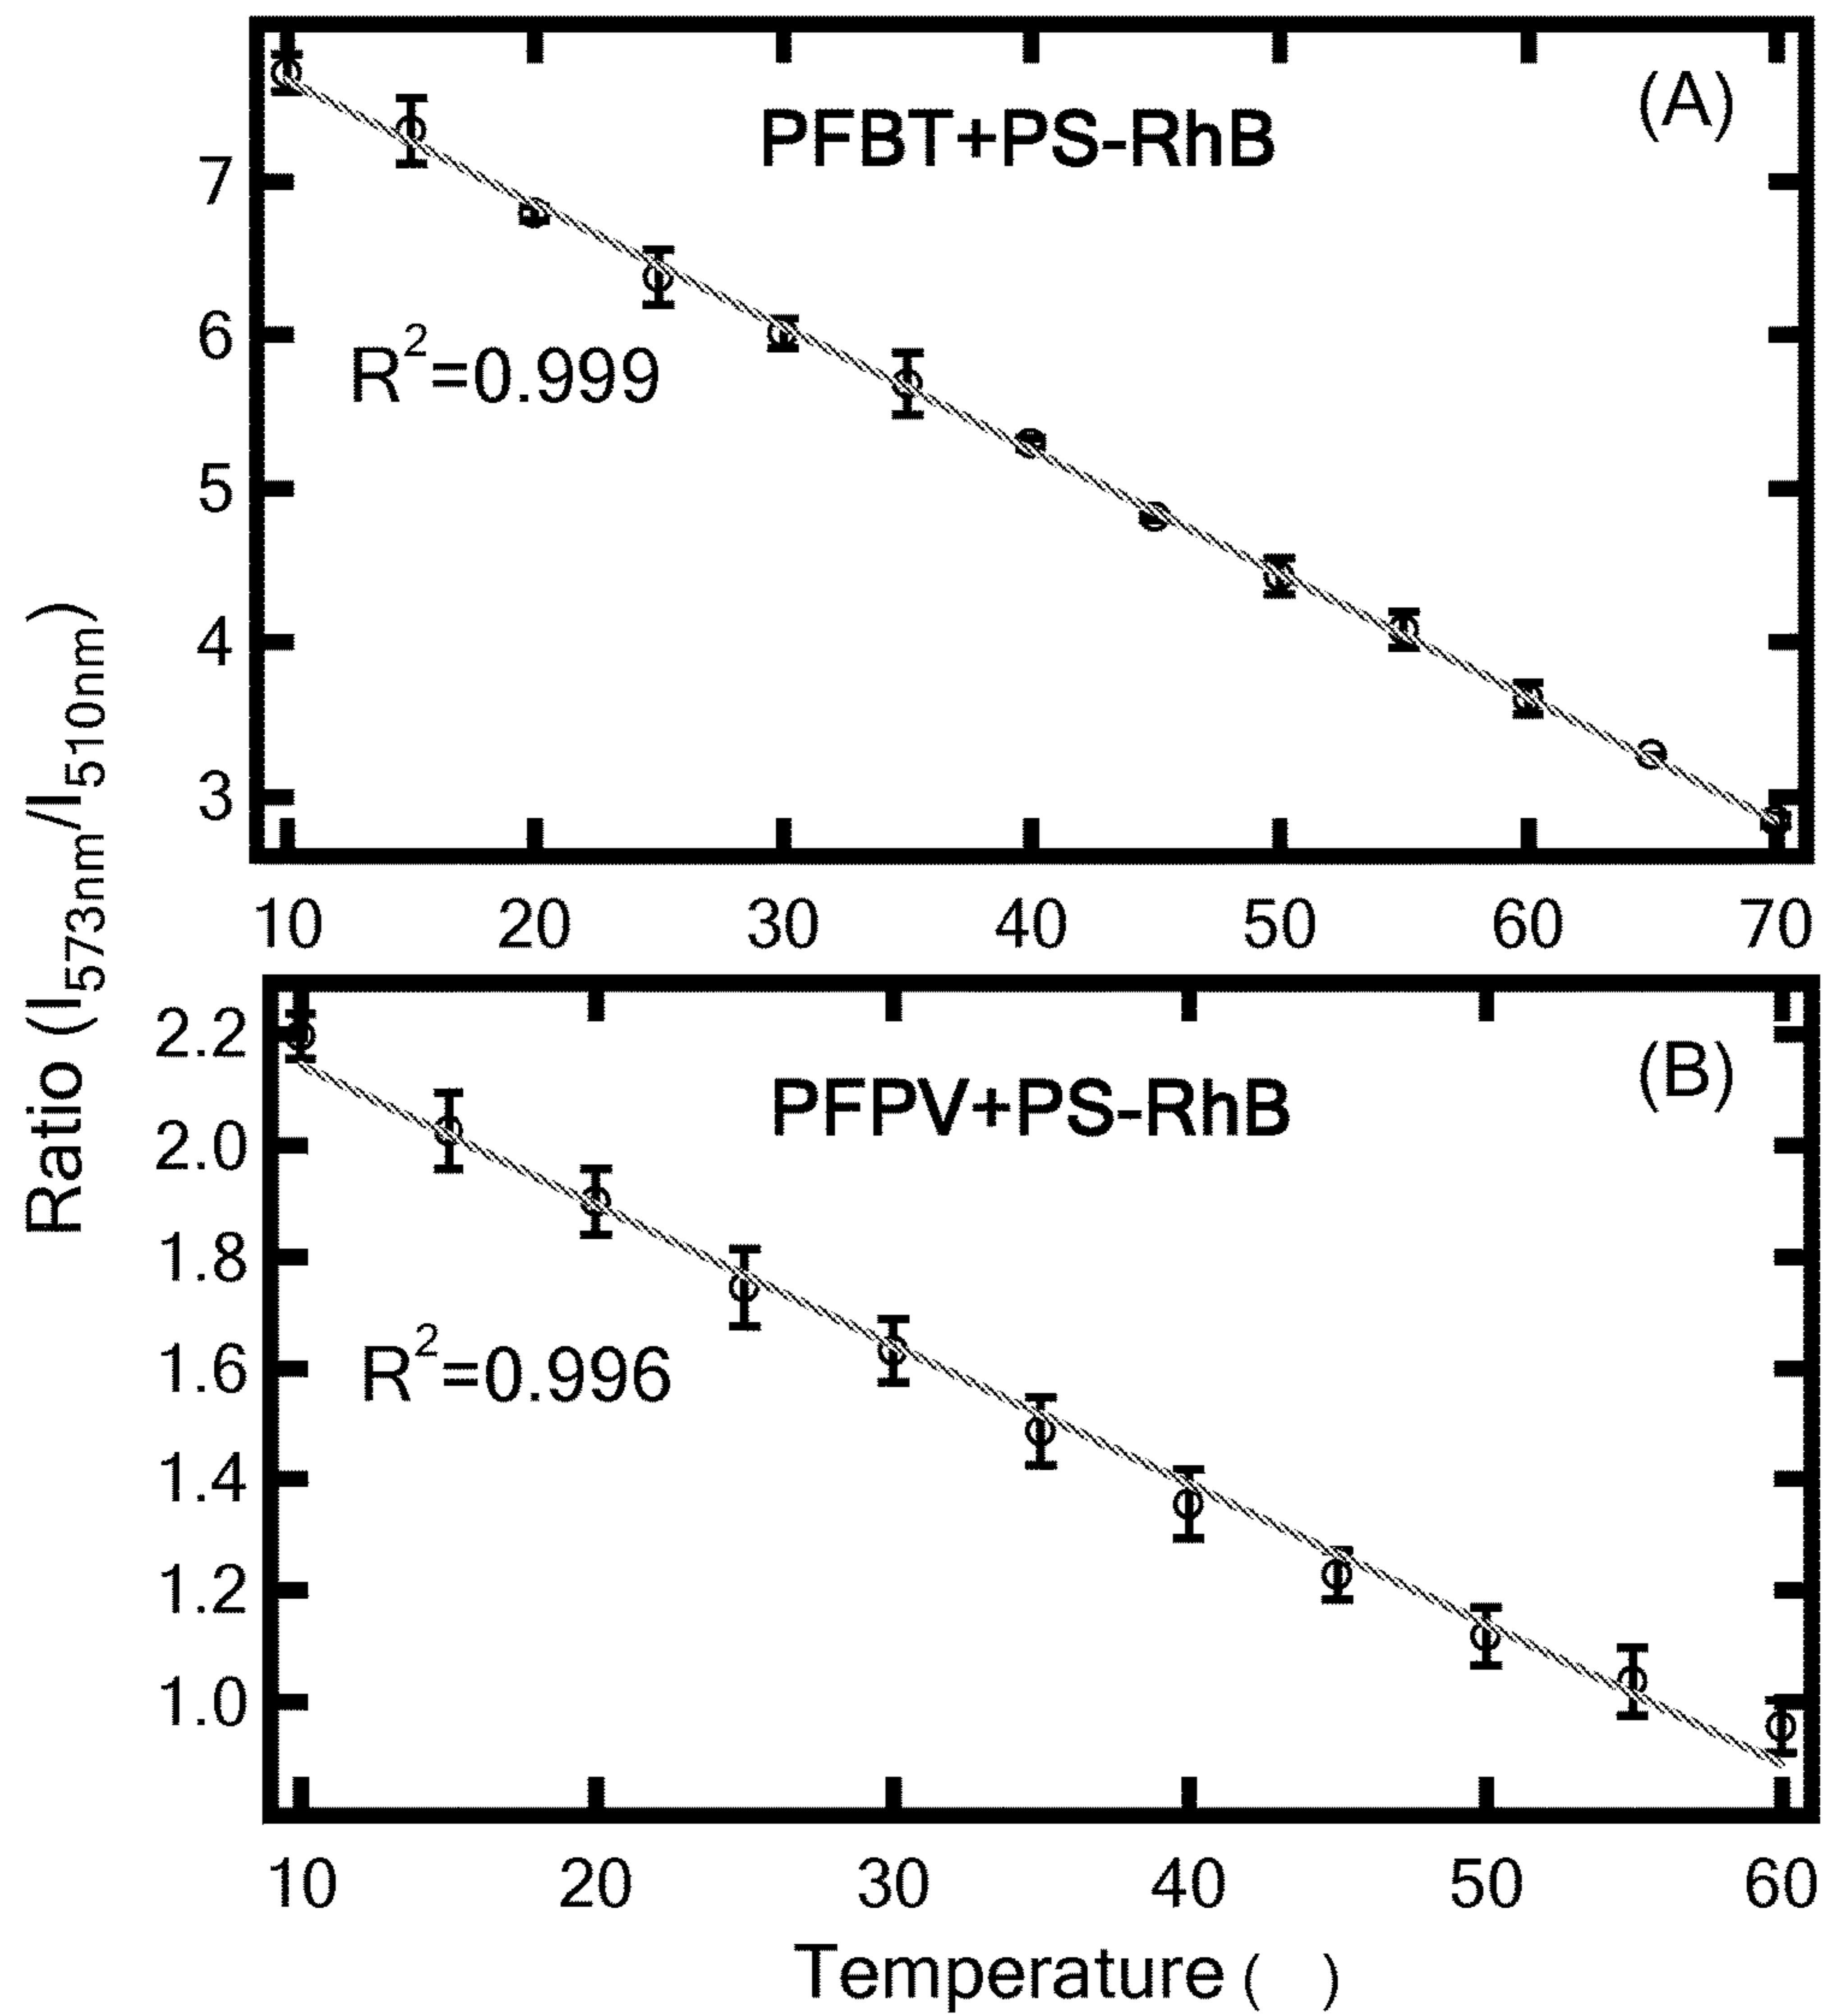 (A)
PFBT+PS-RhB
7
6
R²=0.999
5
4
3
10 20 30 40 50 60 70
Ratio (I573nm/I510nm)
2.2
(B)
PFPV+PS-RhB
2.0
1.8
1.6
R²=0.996
1.4
1.2
1.0
10 20 30 40 50 60
Temperature ( )